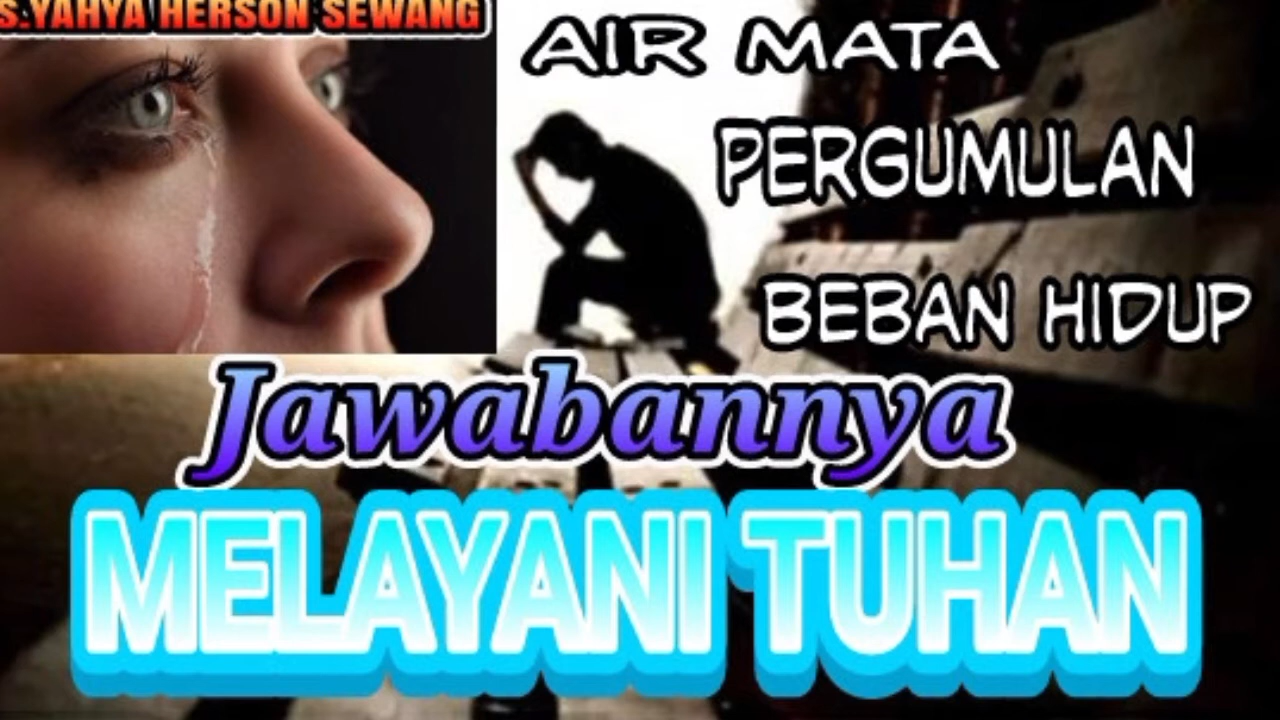 S.YAHYA HERSON SEWANG
AIR MATA
PERGUMULAN
BEBAN HIDUP
Jawabannya
MELAYANI TUHAN